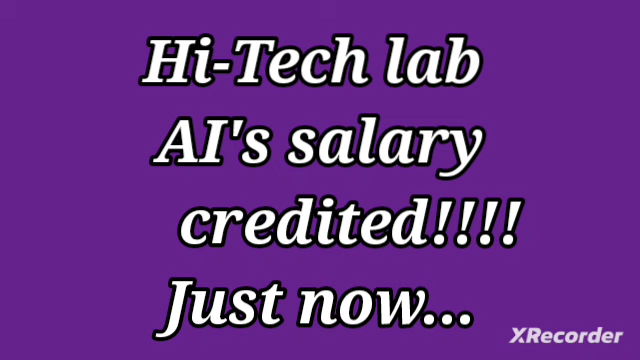 Hi-Tech lab
AI's salary
credited!!!!
Just now...
XRecorder